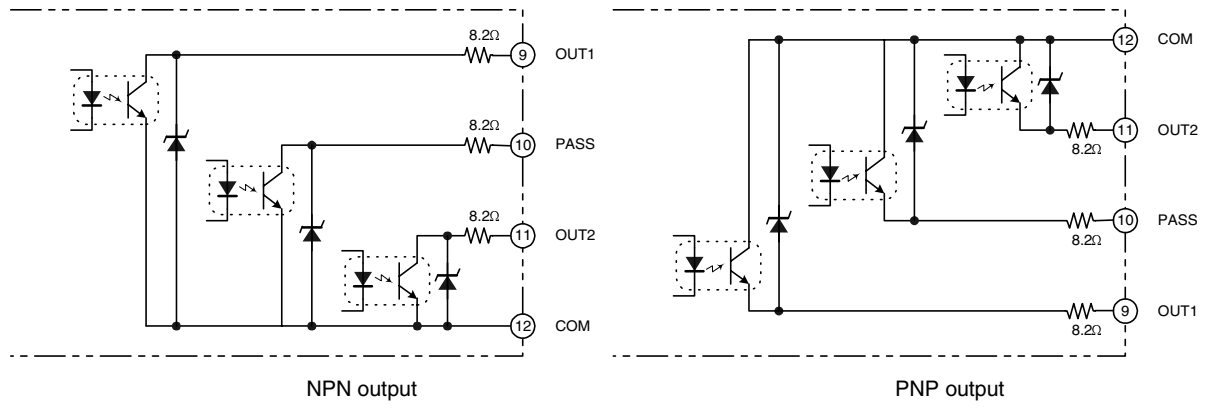 8.2Ω
9 OUT1
8.2Ω
10 PASS
8.2Ω
11 OUT2
12 COM
NPN output
12 COM
11 OUT2
8.2Ω
10 PASS
8.2Ω
9 OUT1
8.2Ω
PNP output